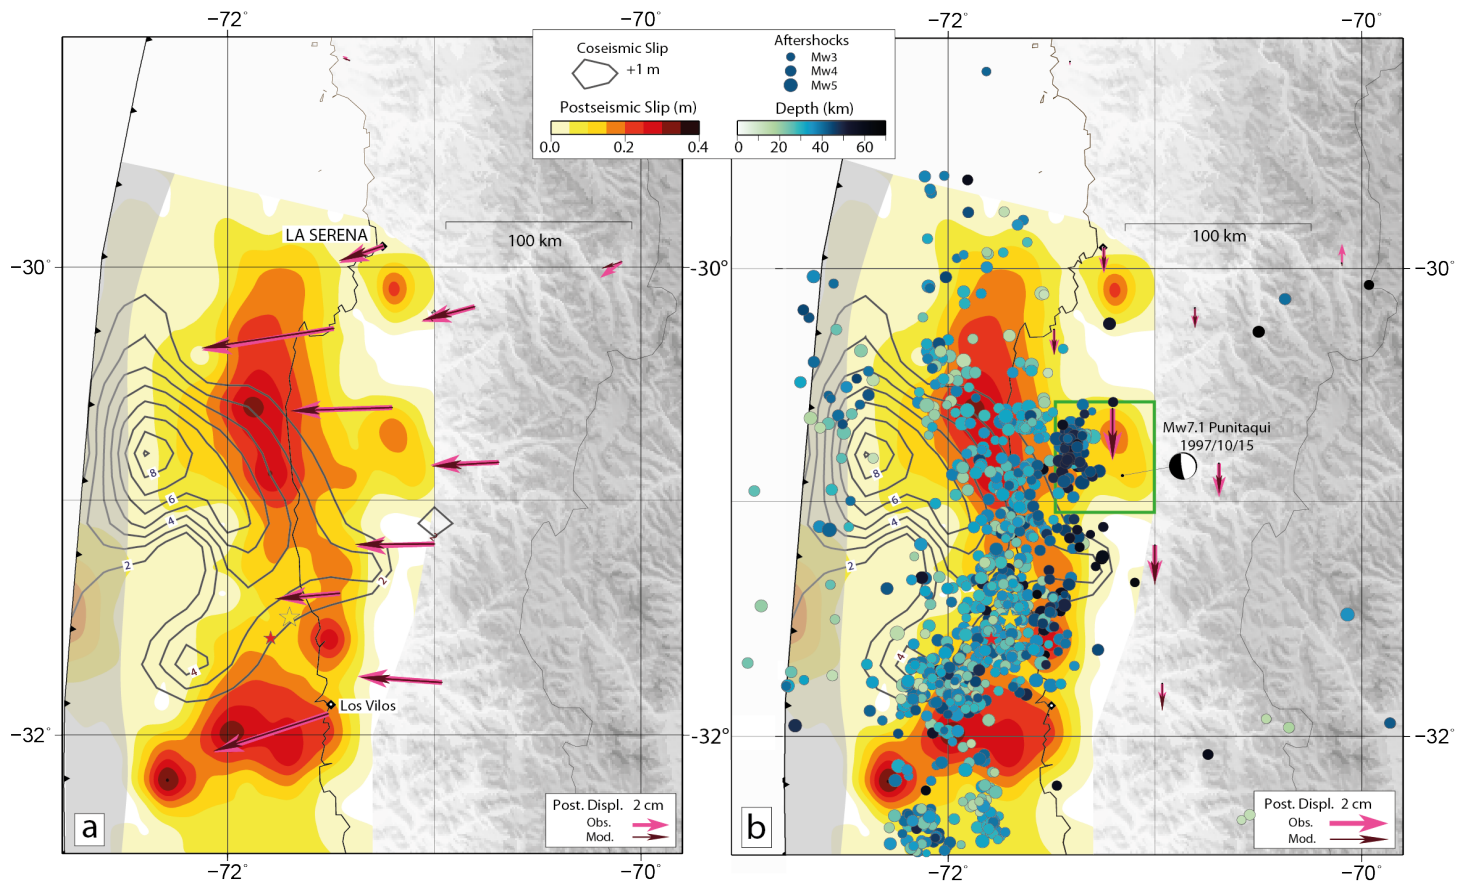 −72°
−70°
−72°
−70°
Coseismic Slip
+1 m
Postseismic Slip (m)
0.0
0.2
0.4
Aftershocks
Mw3
Mw4
Mw5
Depth (km)
0
20
40
60
LA SERENA
100 km
100 km
−30°
-30°
−30°
8
6
4
2
2
4
8
6
4
2
2
4
Mw7.1 Punitaqui
1997/10/15
Los Vilos
−32°
-32°
−32°
a
Post. Displ. 2 cm
Obs.
Mod.
b
Post. Displ. 2 cm
Obs.
Mod.
−72°
−70°
−72°
−70°